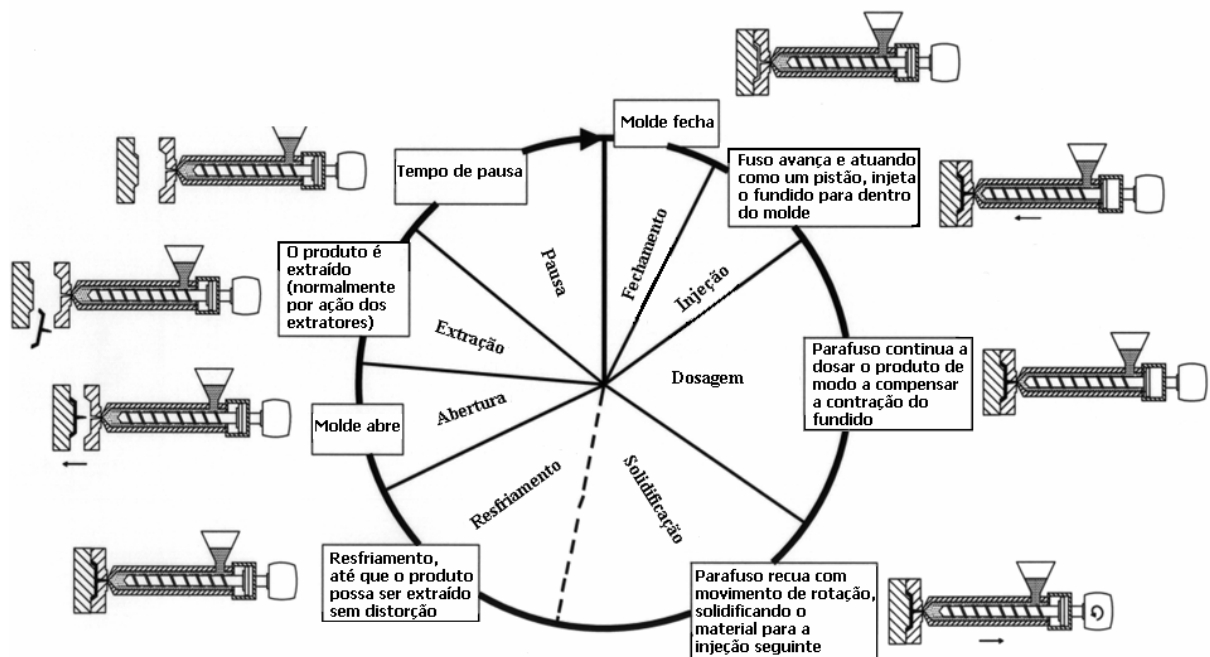 Molde fecha
Fuso avança e atuando
como um pistão, injeta
o fundido para dentro
do molde
Parafuso continua a
dosar o produto de
modo a compensar
a contração do
fundido
Parafuso recua com
movimento de rotação,
solidificando o
material para a
injeção seguinte
Resfriamento,
até que o produto
possa ser extraído
sem distorção
Molde abre
O produto é
extraído
(normalmente
por ação dos
extratores)
Tempo de pausa
Fechamento
Injeção
Dosagem
Solidificação
Resfriamento
Abertura
Extração
Pausa